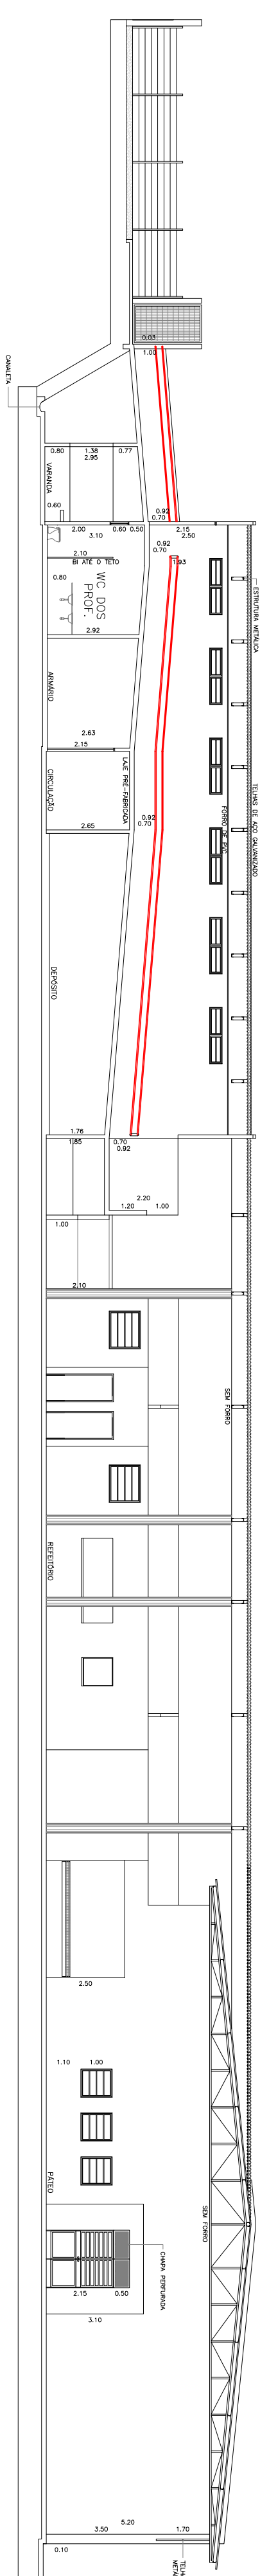 0.03
1.00
CANALETA
0.80
1.38
0.77
2.95
VARANDA
0.60
0.92
0.70
2.00
0.60
0.50
3.10
2.15
2.50
0.92
0.70
2.10
BI ATÉ O TETO
1.93
0.80
WC DOS
PROF.
2.92
ESTRUTURA METÁLICA
2.63
ARMÁRIO
2.15
LAJE PRÉ-FABRICADA
CIRCULAÇÃO
2.65
0.92
0.70
FORRO DE PVC
TELHAS DE AÇO GALVANIZADO
DEPÓSITO
1.76
1.85
0.70
0.92
2.20
1.20
1.00
1.00
2.10
SEM FORRO
REFEITÓRIO
2.50
1.10
1.00
PÁTEO
SEM FORRO
CHAPA PERFURADA
2.15
0.50
3.10
5.20
3.50
1.70
0.10